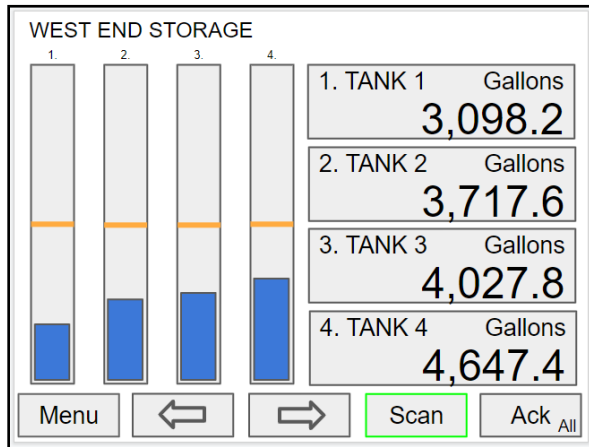 WEST END STORAGE
1. 2. 3. 4.
1. TANK 1 Gallons
3,098.2
2. TANK 2 Gallons
3,717.6
3. TANK 3 Gallons
4,027.8
4. TANK 4 Gallons
4,647.4
Menu Scan Ack All